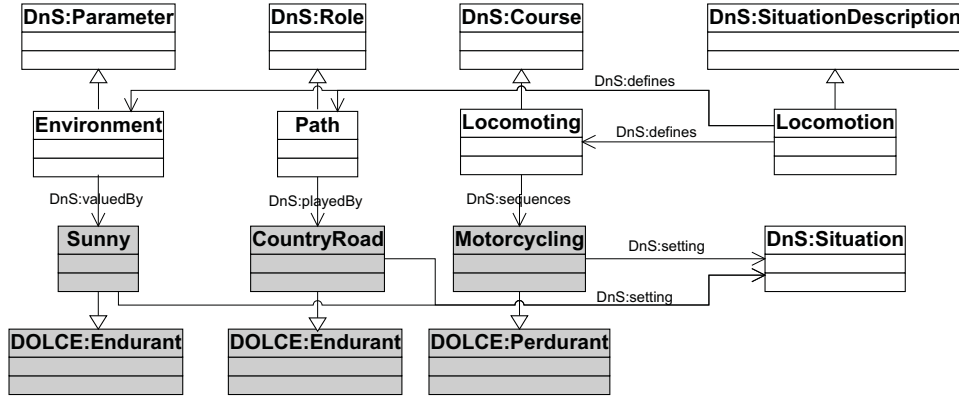 DnS:Parameter
DnS:Role
DnS:Course
DnS:SituationDescription
DnS:defines
Environment
Path
Locomoting
Locomotion
DnS:defines
DnS:valuedBy
DnS:playedBy
DnS:sequences
Sunny
CountryRoad
Motorcycling
DnS:setting
DnS:Situation
DnS:setting
DOLCE:Endurant
DOLCE:Endurant
DOLCE:Perdurant